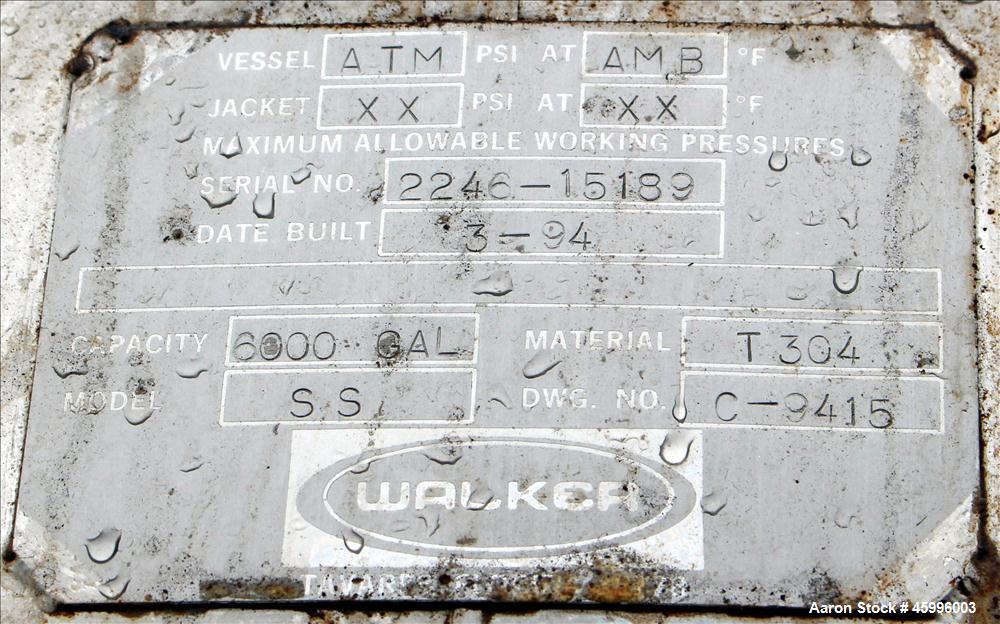 VESSEL ATM PSI AT AMB °F
JACKET XX PSI AT XX °F
MAXIMUM ALLOWABLE WORKING PRESSURES
SERIAL NO. 2246-15189
DATE BUILT 3-94
CAPACITY 6000 GAL MATERIAL T304
MODEL SS DWG. NO. C-9415
WALKER
Aaron Stock # 45996003